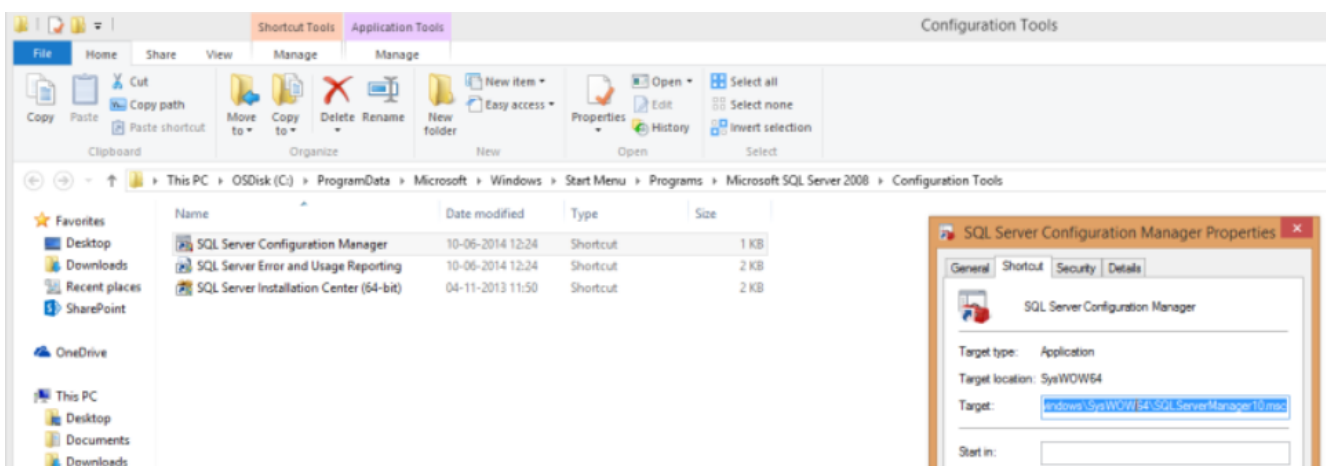 Shortcut Tools Application Tools Configuration Tools
File Home Share View Manage Manage
Copy
Paste
Cut
Copy path
Paste shortcut
Clipboard
Move to
Copy to
Delete
Rename
Organize
New folder
New item
Easy access
New
Properties
Open
Edit
History
Open
Select all
Select none
Invert selection
Select
This PC OSDisk (C:) ProgramData Microsoft Windows Start Menu Programs Microsoft SQL Server 2008 Configuration Tools
Favorites
Desktop
Downloads
Recent places
SharePoint
OneDrive
This PC
Desktop
Documents
Downloads
Name Date modified Type Size
SQL Server Configuration Manager 10-06-2014 12:24 Shortcut 1 KB
SQL Server Error and Usage Reporting 10-06-2014 12:24 Shortcut 2 KB
SQL Server Installation Center (64-bit) 04-11-2013 11:50 Shortcut 2 KB
SQL Server Configuration Manager Properties
General Shortcut Security Details
SQL Server Configuration Manager
Target type: Application
Target location: SysWOW64
Target: indows\SysWOW64\SQLServerManager10.msc
Start in: